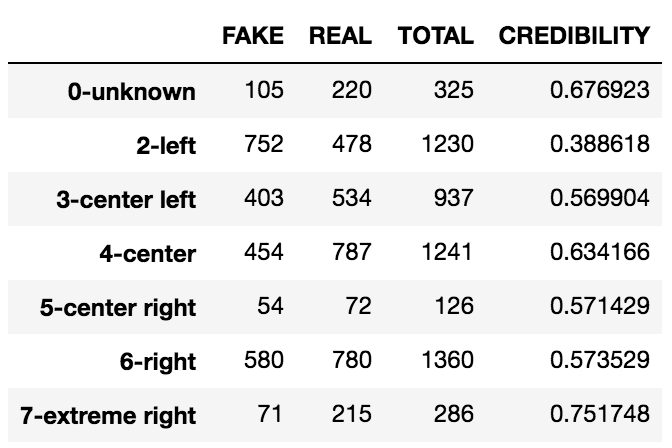 FAKE REAL TOTAL CREDIBILITY
0-unknown 105 220 325 0.676923
2-left 752 478 1230 0.388618
3-center left 403 534 937 0.569904
4-center 454 787 1241 0.634166
5-center right 54 72 126 0.571429
6-right 580 780 1360 0.573529
7-extreme right 71 215 286 0.751748